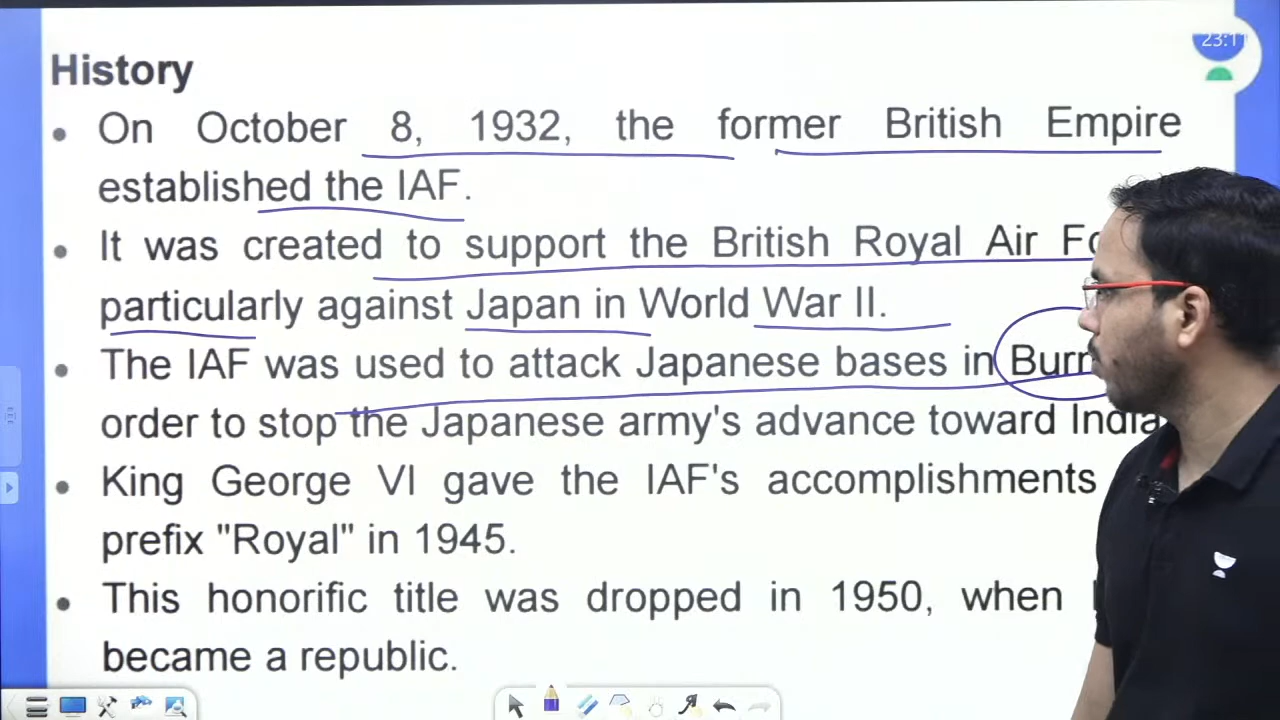 23:11
History
• On October 8, 1932, the former British Empire
established the IAF.
• It was created to support the British Royal Air
particularly against Japan in World War II.
• The IAF was used to attack Japanese bases in
order to stop the Japanese army's advance toward India
• King George VI gave the IAF's accomplishments
prefix "Royal" in 1945.
• This honorific title was dropped in 1950, when
became a republic.